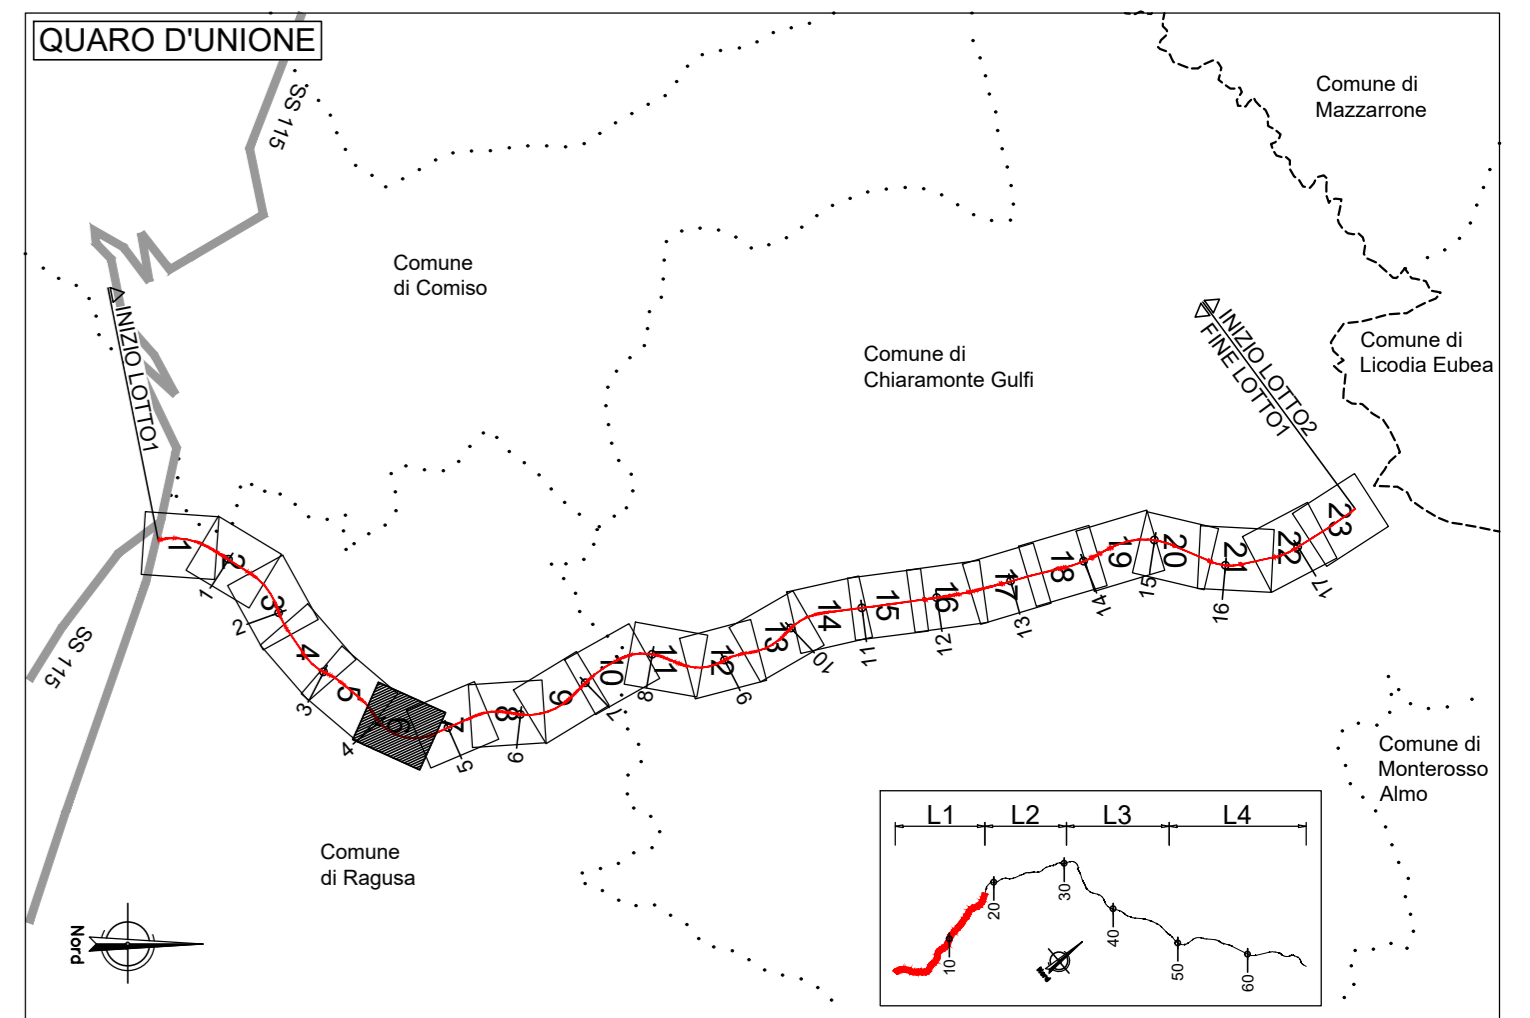 QUARO D'UNIONE
SS 115
Comune di
Mazzarrone
Comune
di Comiso
INIZIO LOTTO1
Comune di
Chiaramonte Gulfi
INIZIO LOTTO2
FINE LOTTO1
Comune di
Licodia Eubea
1
2
3
4
5
6
7
8
9
10
11
12
13
14
15
16
17
18
19
20
21
22
23
1
2
3
4
5
6
7
8
9
10
11
12
13
14
15
16
17
SS 115
Comune di
Monterosso
Almo
Comune
di Ragusa
Nord
L1 L2 L3 L4
10
20
30
40
50
60
Nord